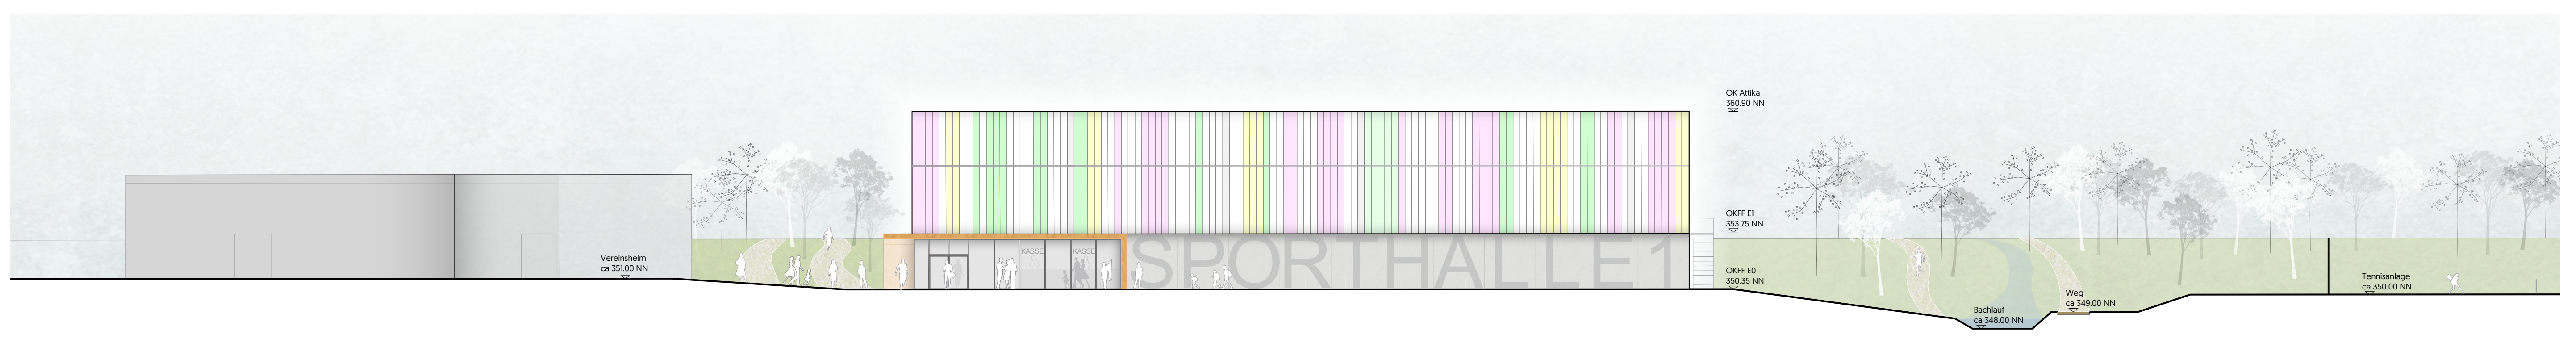 OK Attika
360.90 NN
OKFF E1
353.75 NN
Vereinsheim
ca 351.00 NN
KASSE
KASSE
SPORTHALLE 1
OKFF E0
350.35 NN
Bachlauf
ca 348.00 NN
Weg
ca 349.00 NN
Tennisanlage
ca 350.00 NN